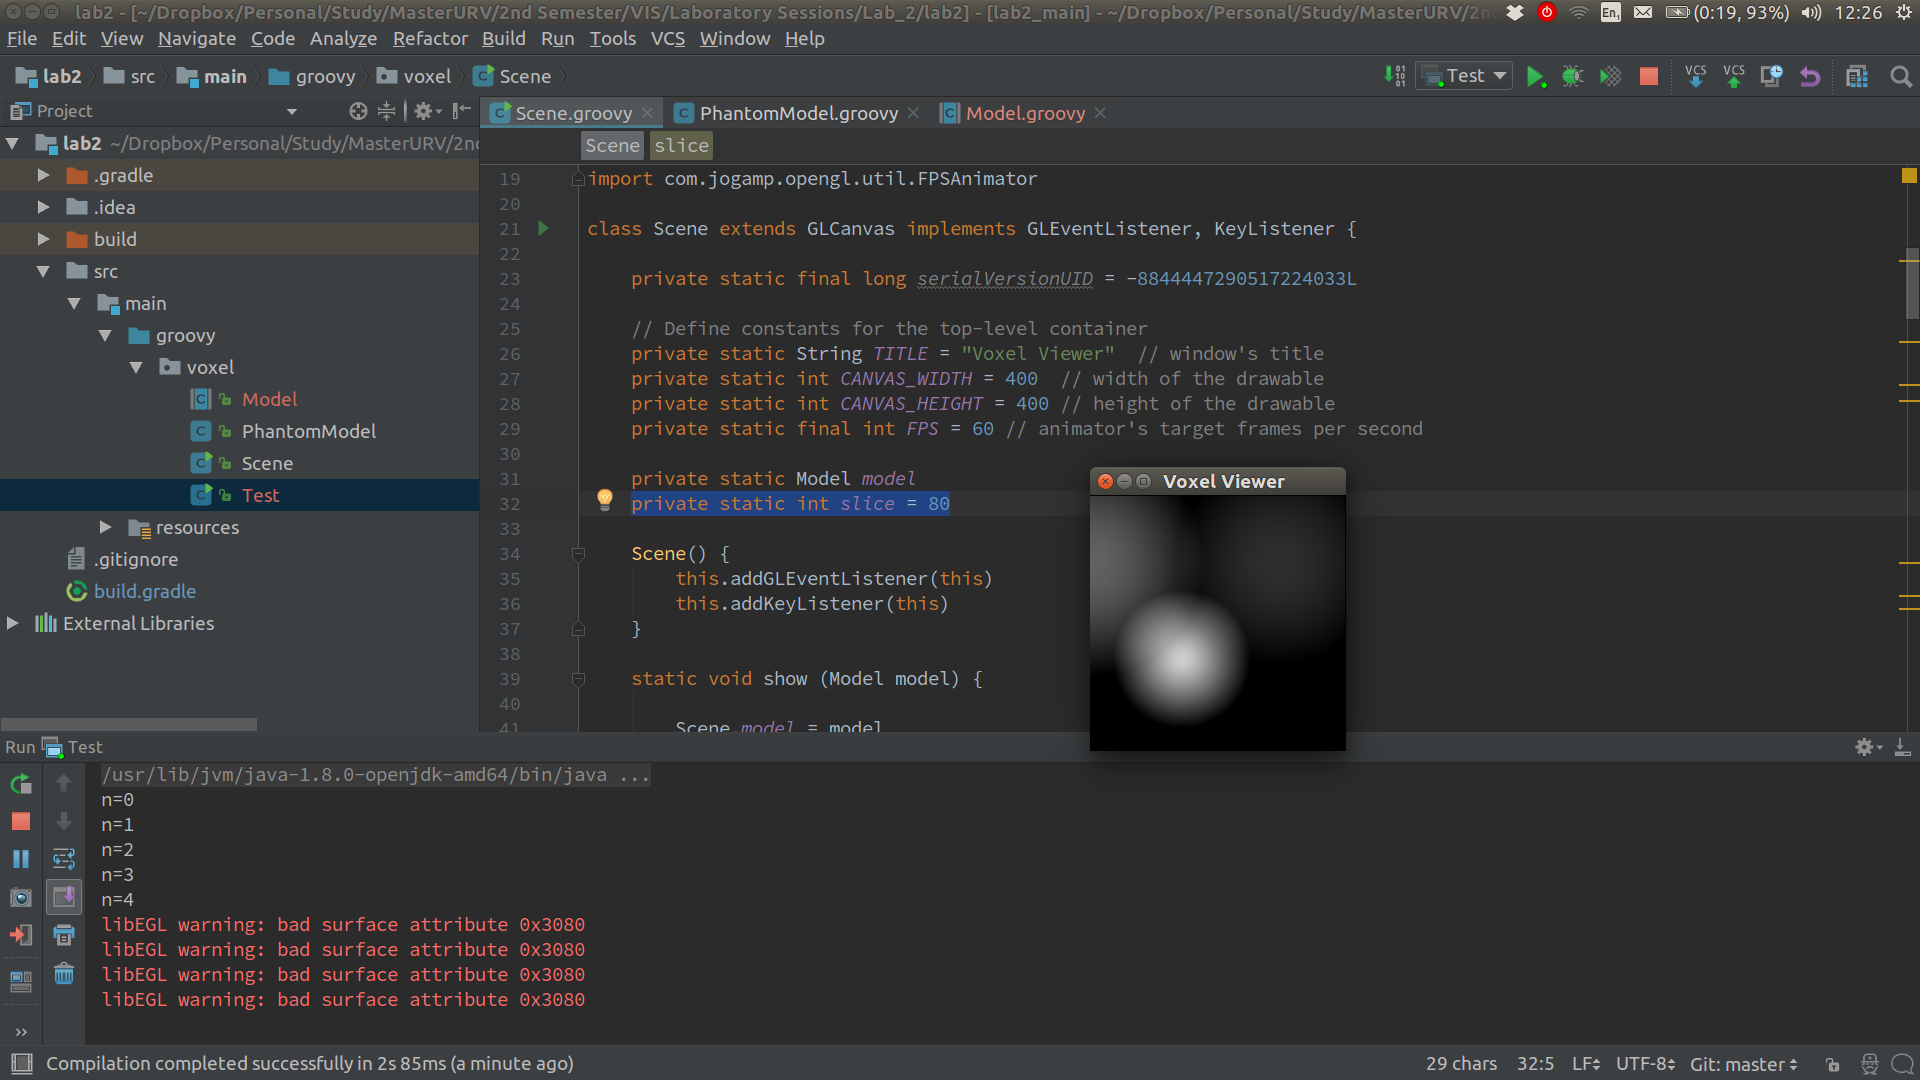 lab2 - [~/Dropbox/Personal/Study/MasterURV/2nd Semester/VIS/Laboratory Sessions/Lab_2/lab2] - [lab2_main] - ~/Dropbox/Personal/Study/MasterURV/2nd
En1 (0:19, 93%) 12:26
File Edit View Navigate Code Analyze Refactor Build Run Tools VCS Window Help
lab2 src main groovy voxel Scene
Test VCS VCS
Project
Scene.groovy PhantomModel.groovy Model.groovy
Scene slice
lab2 ~/Dropbox/Personal/Study/MasterURV/2nd
.gradle
.idea
build
src
main
groovy
voxel
Model
PhantomModel
Scene
Test
resources
.gitignore
build.gradle
External Libraries
19 import com.jogamp.opengl.util.FPSAnimator
20
21 class Scene extends GLCanvas implements GLEventListener, KeyListener {
22
23 private static final long serialVersionUID = -8844447290517224033L
24
25 // Define constants for the top-level container
26 private static String TITLE = "Voxel Viewer"  // window's title
27 private static int CANVAS_WIDTH = 400  // width of the drawable
28 private static int CANVAS_HEIGHT = 400 // height of the drawable
29 private static final int FPS = 60 // animator's target frames per second
30
31 private static Model model
32 private static int slice = 80
33
34 Scene() {
35 this.addGLEventListener(this)
36 this.addKeyListener(this)
37 }
38
39 static void show (Model model) {
40
41 Scene.model = model
Voxel Viewer
Run Test
/usr/lib/jvm/java-1.8.0-openjdk-amd64/bin/java ...
n=0
n=1
n=2
n=3
n=4
libEGL warning: bad surface attribute 0x3080
libEGL warning: bad surface attribute 0x3080
libEGL warning: bad surface attribute 0x3080
libEGL warning: bad surface attribute 0x3080
Compilation completed successfully in 2s 85ms (a minute ago)
29 chars 32:5 LF UTF-8 Git: master